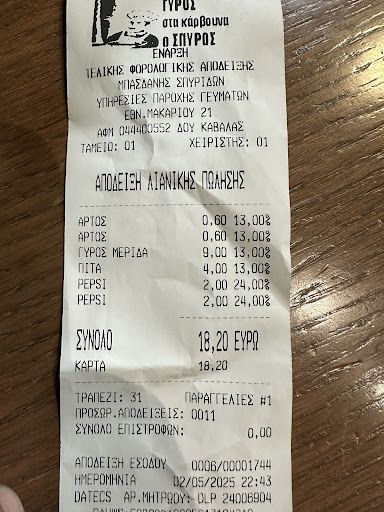 ΓΥΡΟΣ
στα κάρβουνα
ο ΣΠΥΡΟΣ
ΕΝΑΡΞΗ
ΤΕΛΙΚΗΣ ΦΟΡΟΛΟΓΙΚΗΣ ΑΠΟΔΕΙΞΗΣ
ΜΠΑΣΔΑΝΗΣ ΣΠΥΡΙΔΩΝ
ΥΠΗΡΕΣΙΕΣ ΠΑΡΟΧΗΣ ΓΕΥΜΑΤΩΝ
ΕΘΝ.ΜΑΚΑΡΙΟΥ 21
ΑΦΜ 044400552 ΔΟΥ ΚΑΒΑΛΑΣ
ΤΑΜΕΙΟ: 01 ΧΕΙΡΙΣΤΗΣ: 01
ΑΠΟΔΕΙΞΗ ΛΙΑΝΙΚΗΣ ΠΩΛΗΣΗΣ
ΑΡΤΟΣ 0,60 13,00%
ΑΡΤΟΣ 0,60 13,00%
ΓΥΡΟΣ ΜΕΡΙΔΑ 9,00 13,00%
ΠΙΤΑ 4,00 13,00%
PEPSI 2,00 24,00%
PEPSI 2,00 24,00%
ΣΥΝΟΛΟ 18,20 ΕΥΡΩ
ΚΑΡΤΑ 18,20
ΤΡΑΠΕΖΙ: 31 ΠΑΡΑΓΓΕΛΙΕΣ #1
ΠΡΟΣΩΡ.ΑΠΟΔΕΙΞΕΙΣ: 0011
ΣΥΝΟΛΟ ΕΠΙΣΤΡΟΦΩΝ: 0,00
ΑΠΟΔΕΙΞΗ ΕΣΟΔΟΥ 0006/00001744
ΗΜΕΡΟΜΗΝΙΑ 02/05/2025 22:43
DATECS ΑΡ.ΜΗΤΡΩΟΥ: DLP 24006904